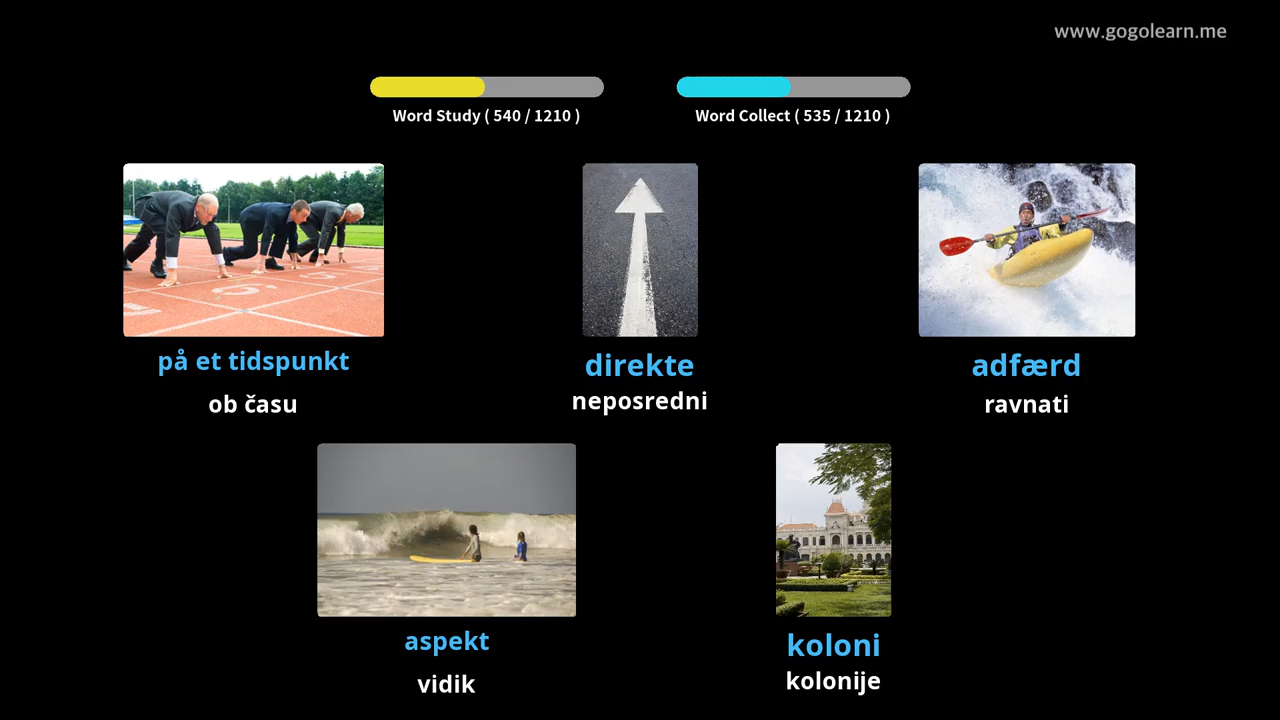 www.gogolearn.me
Word Study ( 540 / 1210 )
Word Collect ( 535 / 1210 )
på et tidspunkt
ob času
direkte
neposredni
adfærd
ravnati
aspekt
vidik
koloni
kolonije